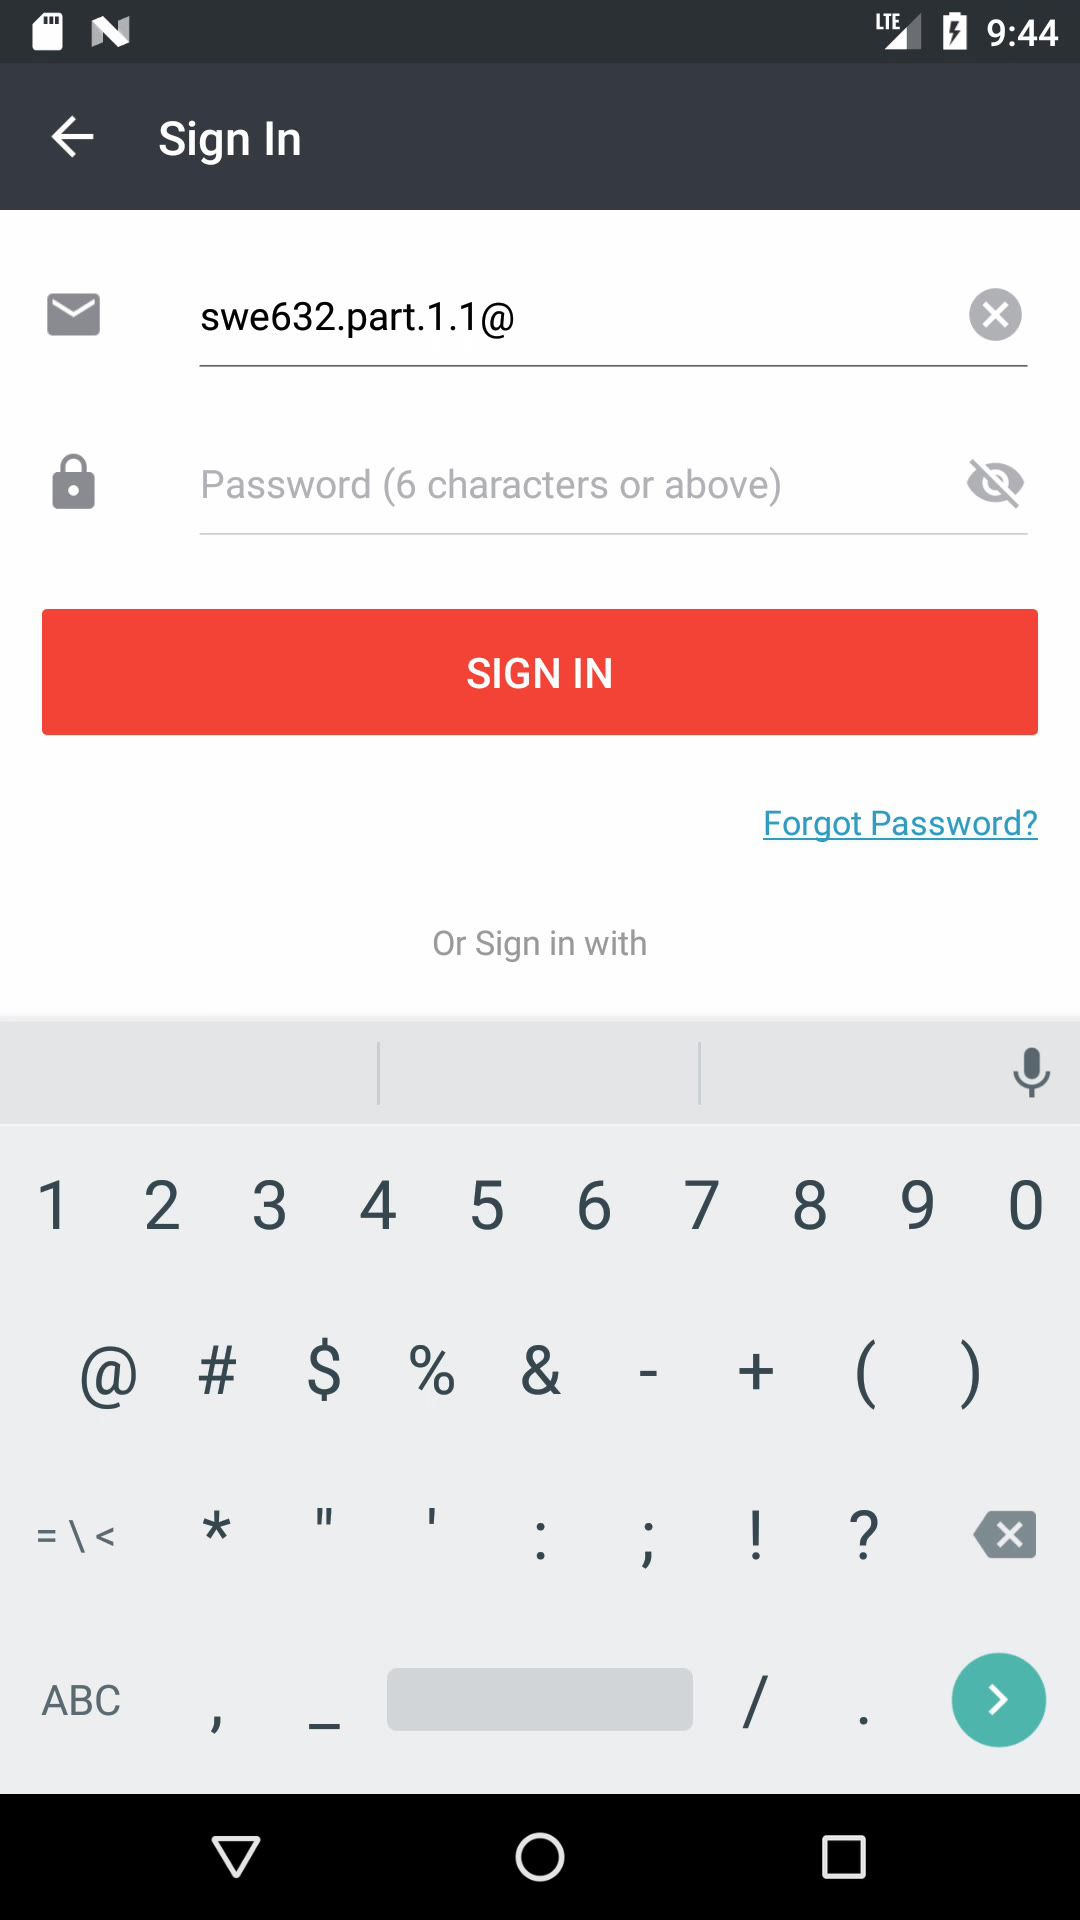 LTE 9:44
Sign In
swe632.part.1.1@
Password (6 characters or above)
SIGN IN
Forgot Password?
Or Sign in with
1 2 3 4 5 6 7 8 9 0
@ # $ % & - + ( )
= \ < * " ' : ; ! ?
ABC , _ / .